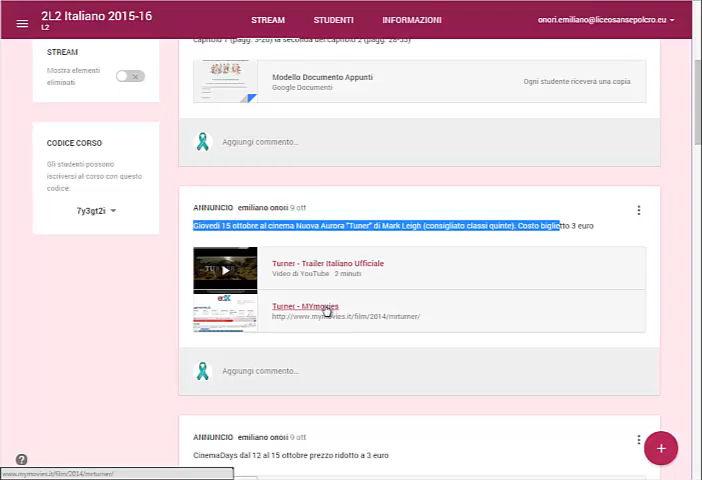 2L2 Italiano 2015-16
L2
STREAM
STUDENTI
INFORMAZIONI
onori.emiliano@liceosansepolcro.eu
STREAM
Mostra elementi
eliminati
CODICE CORSO
Gli studenti possono
iscriversi al corso con questo
codice:
7y3gt2i
Capitolo 1 (pagg. 3-20) la seconda del Capitolo 2 (pagg. 28-35)
Modello Documento Appunti
Google Documenti
Ogni studente riceverà una copia
Aggiungi commento...
ANNUNCIO emiliano onori 9 ott
Giovedì 15 ottobre al cinema Nuova Aurora "Tuner" di Mark Leigh (consigliato classi quinte). Costo biglietto 3 euro
Turner - Trailer Italiano Ufficiale
Video di YouTube 2 minuti
Turner - MYmovies
http://www.mymovies.it/film/2014/mrturner/
Aggiungi commento...
ANNUNCIO emiliano onori 9 ott
CinemaDays dal 12 al 15 ottobre prezzo ridotto a 3 euro
www.mymovies.it/film/2014/mrturner/